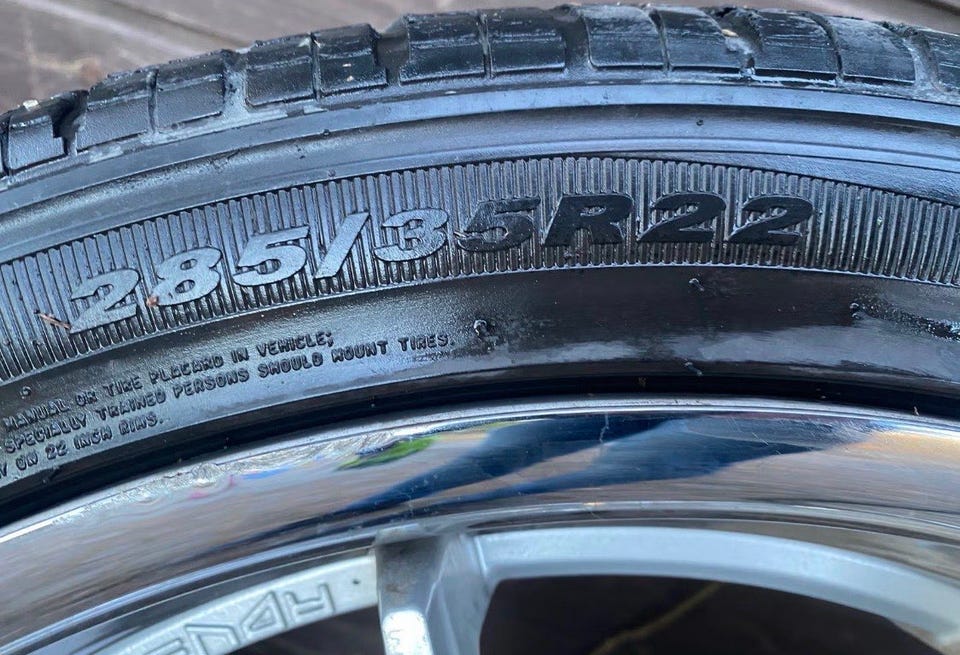 285/35R22
MANUAL OR TIRE PLACARD IN VEHICLE;
SPECIALLY TRAINED PERSONS SHOULD MOUNT TIRES.
ON 22 INCH RIMS.